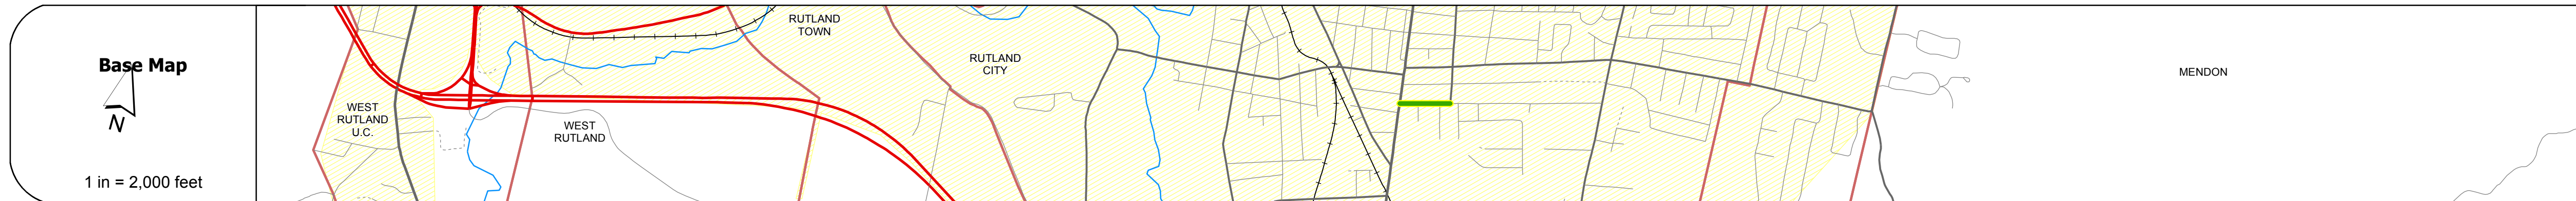 Base Map
N
1 in = 2,000 feet
WEST
RUTLAND
U.C.
WEST
RUTLAND
RUTLAND
TOWN
RUTLAND
CITY
MENDON